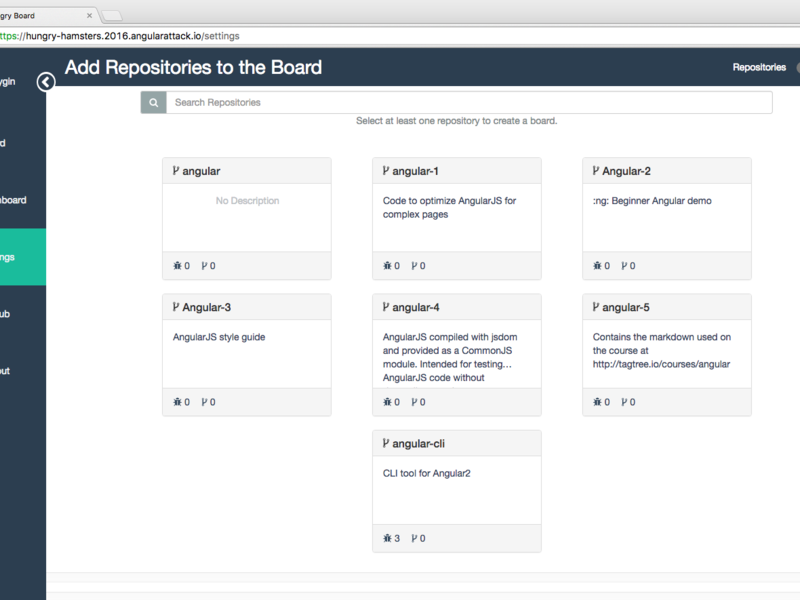 gry Board
ttps://hungry-hamsters.2016.angularattack.io/settings
Add Repositories to the Board
Repositories
ygin
d
board
ngs
ub
out
Search Repositories
Select at least one repository to create a board.
angular
No Description
0 0
angular-1
Code to optimize AngularJS for
complex pages
0 0
Angular-2
:ng: Beginner Angular demo
0 0
Angular-3
AngularJS style guide
0 0
angular-4
AngularJS compiled with jsdom
and provided as a CommonJS
module. Intended for testing...
AngularJS code without
0 0
angular-5
Contains the markdown used on
the course at
http://tagtree.io/courses/angular
0 0
angular-cli
CLI tool for Angular2
3 0